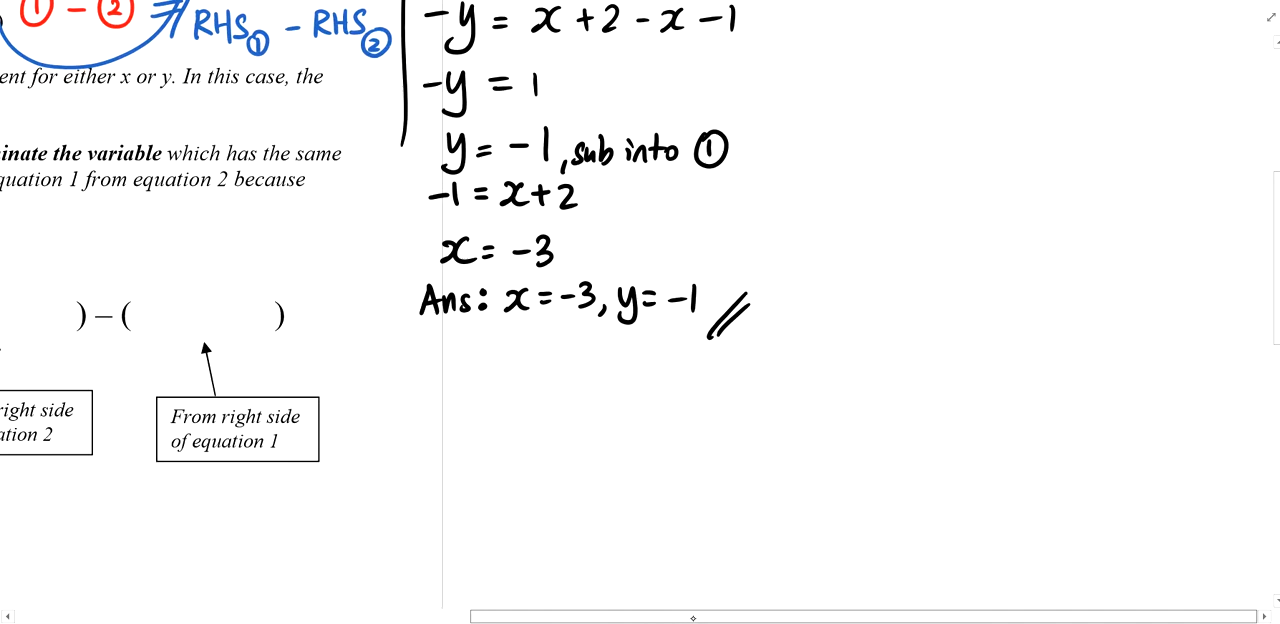 ① - ② ⇒ RHS① - RHS②
ent for either x or y. In this case, the
inate the variable which has the same
quation 1 from equation 2 because
) – ( )
right side
ation 2
From right side
of equation 1
-y = x + 2 - x - 1
-y = 1
y = -1, sub into ①
-1 = x + 2
x = -3
Ans: x = -3, y = -1 //